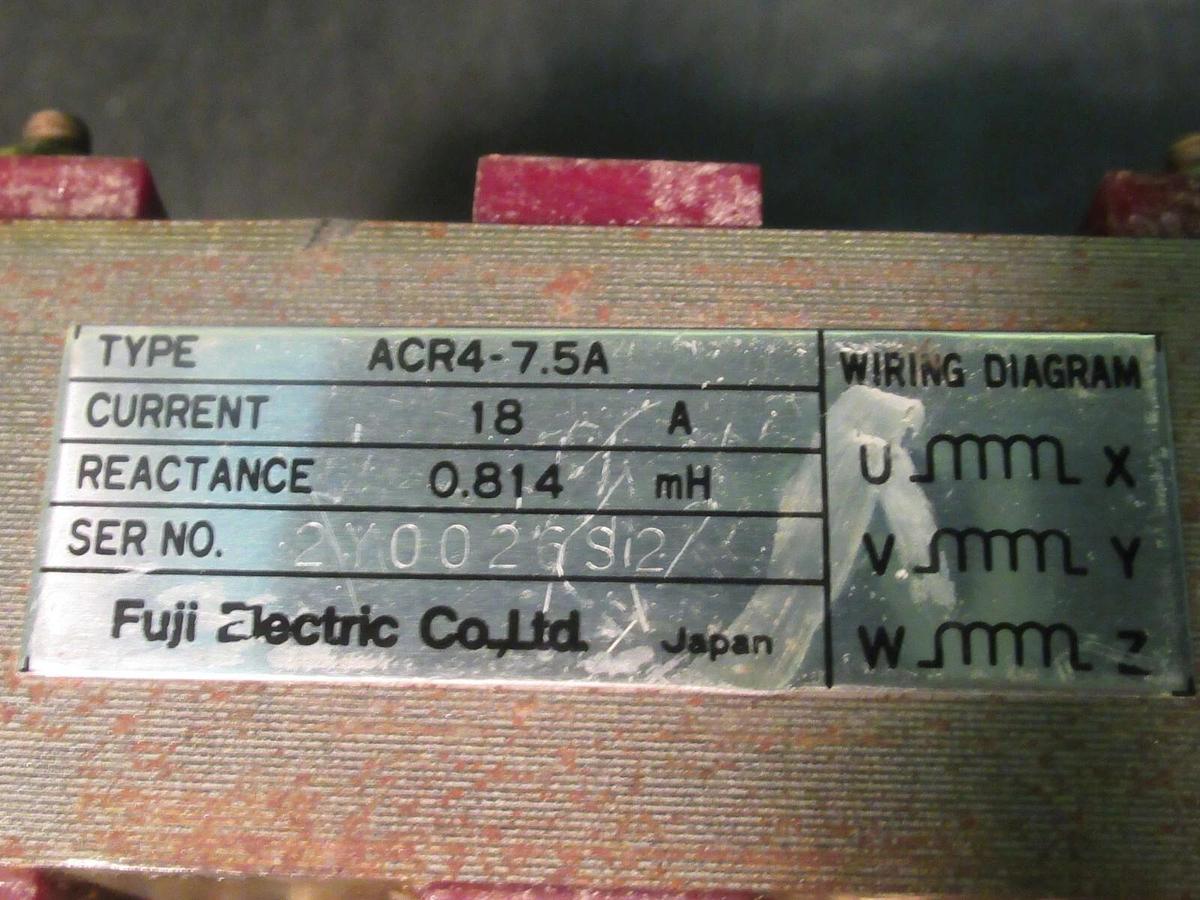 TYPE ACR4-7.5A
CURRENT 18 A
REACTANCE 0.814 mH
SER NO. 2Y0026S12
Fuji Electric Co.,Ltd. Japan
WIRING DIAGRAM
U X
V Y
W Z